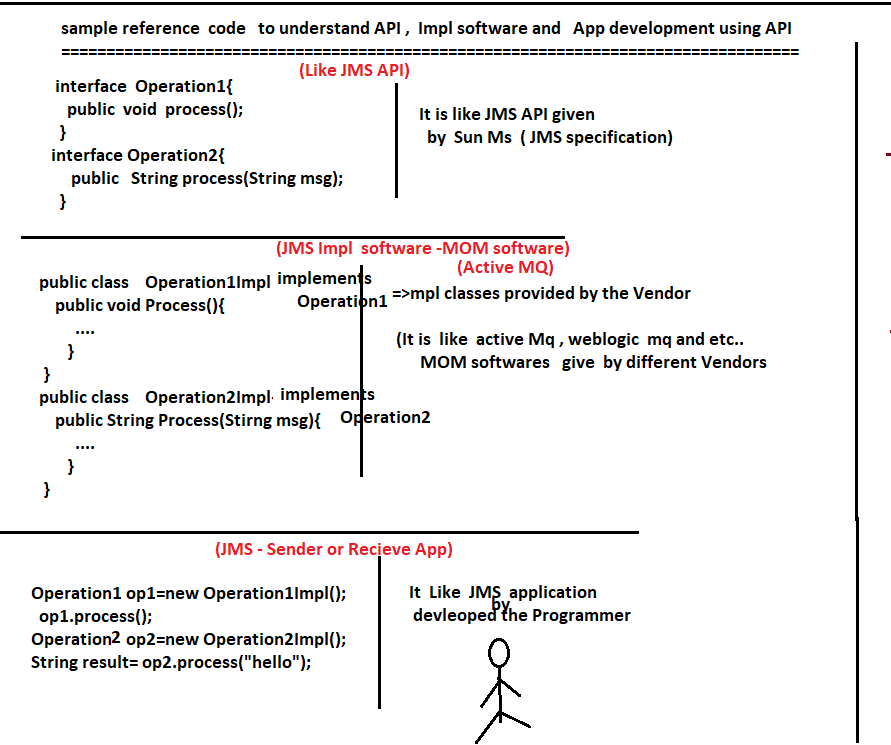 sample reference code to understand API , Impl software and App development using API
==================================================================================
(Like JMS API)
interface Operation1{
public void process();
}
interface Operation2{
public String process(String msg);
}
It is like JMS API given
by Sun Ms ( JMS specification)
(JMS Impl software -MOM software)
(Active MQ)
public class Operation1Impl implements
Operation1
public void Process(){
....
}
}
public class Operation2Impl implements
Operation2
public String Process(Stirng msg){
....
}
}
=>mpl classes provided by the Vendor
(It is like active Mq , weblogic mq and etc..
MOM softwares give by different Vendors
(JMS - Sender or Recieve App)
Operation1 op1=new Operation1Impl();
op1.process();
Operation2 op2=new Operation2Impl();
String result= op2.process("hello");
It Like JMS application
by
devleoped the Programmer